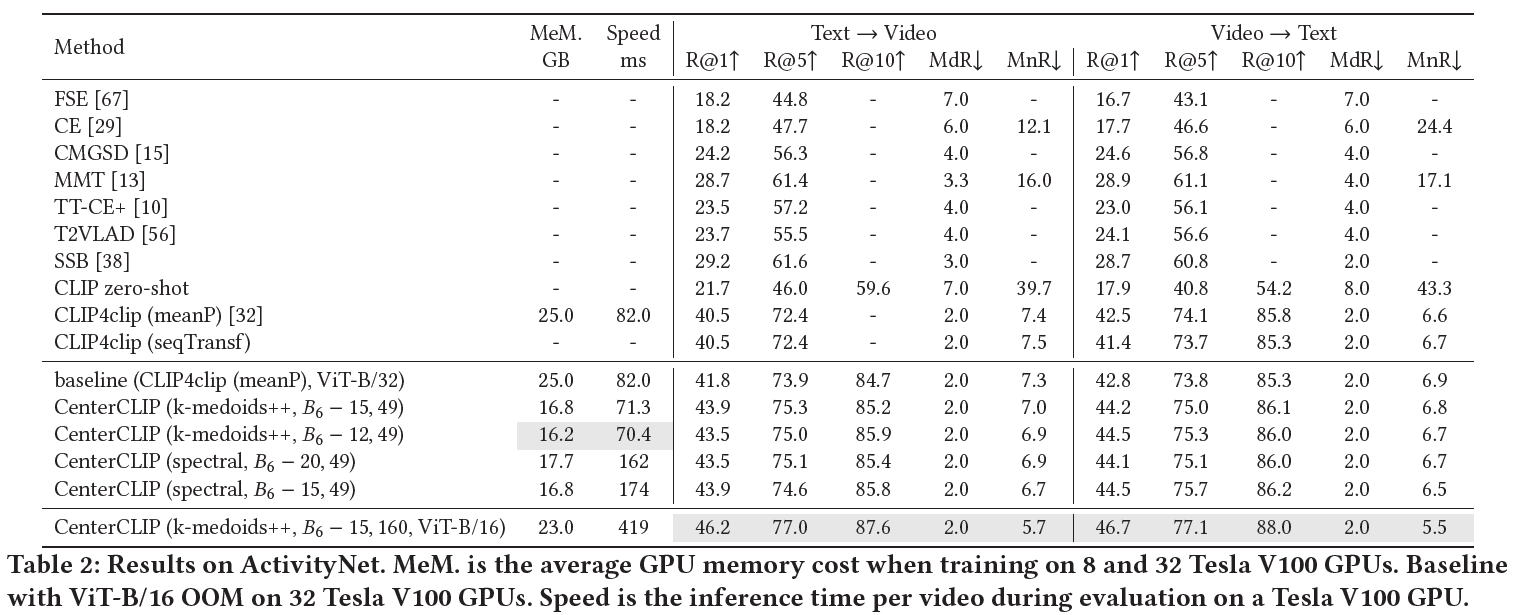 Method MeM. Speed Text → Video Video → Text
GB ms R@1↑ R@5↑ R@10↑ MdR↓ MnR↓ R@1↑ R@5↑ R@10↑ MdR↓ MnR↓
FSE [67] - - 18.2 44.8 - 7.0 - 16.7 43.1 - 7.0 -
CE [29] - - 18.2 47.7 - 6.0 12.1 17.7 46.6 - 6.0 24.4
CMGSD [15] - - 24.2 56.3 - 4.0 - 24.6 56.8 - 4.0 -
MMT [13] - - 28.7 61.4 - 3.3 16.0 28.9 61.1 - 4.0 17.1
TT-CE+ [10] - - 23.5 57.2 - 4.0 - 23.0 56.1 - 4.0 -
T2VLAD [56] - - 23.7 55.5 - 4.0 - 24.1 56.6 - 4.0 -
SSB [38] - - 29.2 61.6 - 3.0 - 28.7 60.8 - 2.0 -
CLIP zero-shot - - 21.7 46.0 59.6 7.0 39.7 17.9 40.8 54.2 8.0 43.3
CLIP4clip (meanP) [32] 25.0 82.0 40.5 72.4 - 2.0 7.4 42.5 74.1 85.8 2.0 6.6
CLIP4clip (seqTransf) - - 40.5 72.4 - 2.0 7.5 41.4 73.7 85.3 2.0 6.7
baseline (CLIP4clip (meanP), ViT-B/32) 25.0 82.0 41.8 73.9 84.7 2.0 7.3 42.8 73.8 85.3 2.0 6.9
CenterCLIP (k-medoids++, B₆ − 15, 49) 16.8 71.3 43.9 75.3 85.2 2.0 7.0 44.2 75.0 86.1 2.0 6.8
CenterCLIP (k-medoids++, B₆ − 12, 49) 16.2 70.4 43.5 75.0 85.9 2.0 6.9 44.5 75.3 86.0 2.0 6.7
CenterCLIP (spectral, B₆ − 20, 49) 17.7 162 43.5 75.1 85.4 2.0 6.9 44.1 75.1 86.0 2.0 6.7
CenterCLIP (spectral, B₆ − 15, 49) 16.8 174 43.9 74.6 85.8 2.0 6.7 44.5 75.7 86.2 2.0 6.5
CenterCLIP (k-medoids++, B₆ − 15, 160, ViT-B/16) 23.0 419 46.2 77.0 87.6 2.0 5.7 46.7 77.1 88.0 2.0 5.5
Table 2: Results on ActivityNet. MeM. is the average GPU memory cost when training on 8 and 32 Tesla V100 GPUs. Baseline
with ViT-B/16 OOM on 32 Tesla V100 GPUs. Speed is the inference time per video during evaluation on a Tesla V100 GPU.